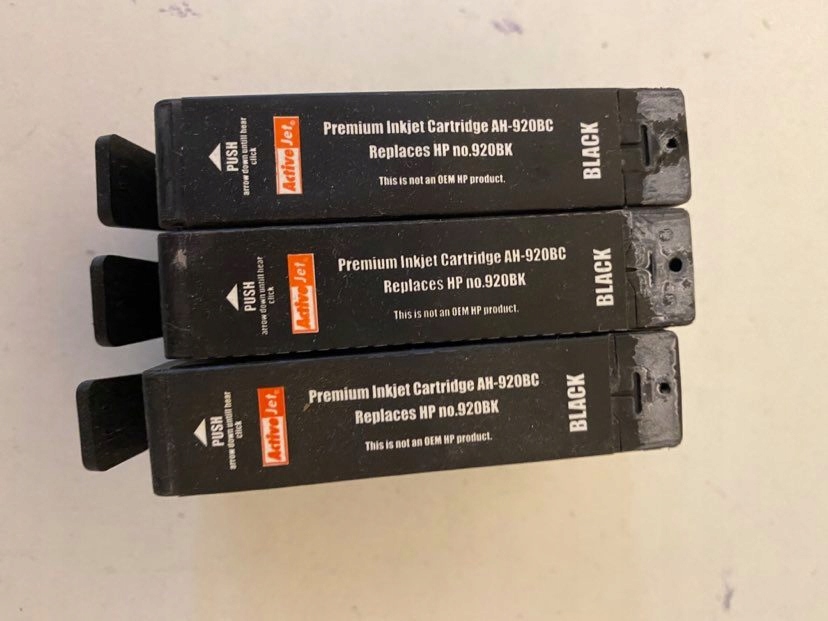 PUSH
arrow down untill hear
click
ActiveJet®
Premium Inkjet Cartridge AH-920BC
Replaces HP no.920BK
This is not an OEM HP product.
BLACK
PUSH
arrow down untill hear
click
ActiveJet®
Premium Inkjet Cartridge AH-920BC
Replaces HP no.920BK
This is not an OEM HP product.
BLACK
PUSH
arrow down untill hear
click
ActiveJet®
Premium Inkjet Cartridge AH-920BC
Replaces HP no.920BK
This is not an OEM HP product.
BLACK